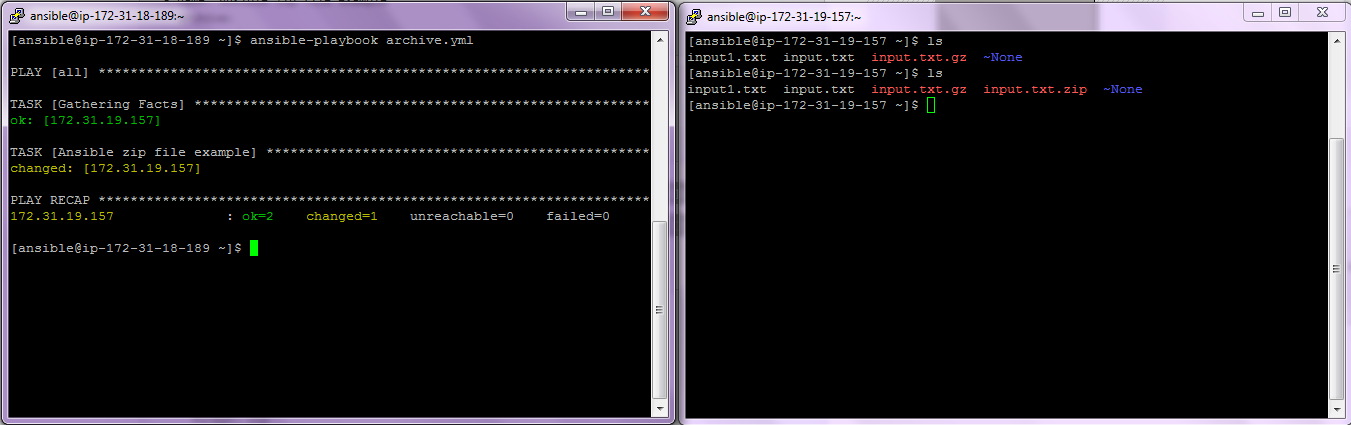 ansible@ip-172-31-18-189:~
[ansible@ip-172-31-18-189 ~]$ ansible-playbook archive.yml
PLAY [all] *********************************************************************
TASK [Gathering Facts] *********************************************************
ok: [172.31.19.157]
TASK [Ansible zip file example] ************************************************
changed: [172.31.19.157]
PLAY RECAP *********************************************************************
172.31.19.157 : ok=2 changed=1 unreachable=0 failed=0
[ansible@ip-172-31-18-189 ~]$
ansible@ip-172-31-19-157:~
[ansible@ip-172-31-19-157 ~]$ ls
input1.txt input.txt input.txt.gz ~None
[ansible@ip-172-31-19-157 ~]$ ls
input1.txt input.txt input.txt.gz input.txt.zip ~None
[ansible@ip-172-31-19-157 ~]$